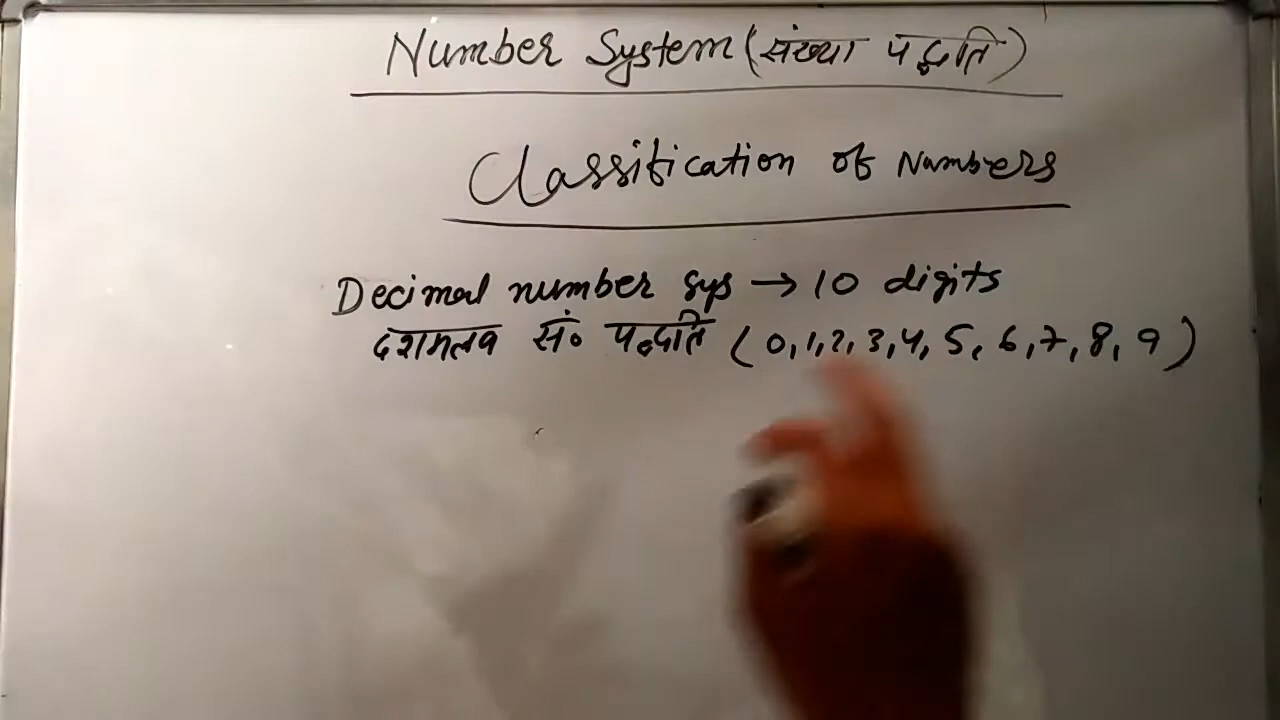 Number System (संख्या पद्धति)
Classification of Numbers
Decimal number sys → 10 digits
दशमलव सं० पद्धति (0,1,2,3,4,5,6,7,8,9)